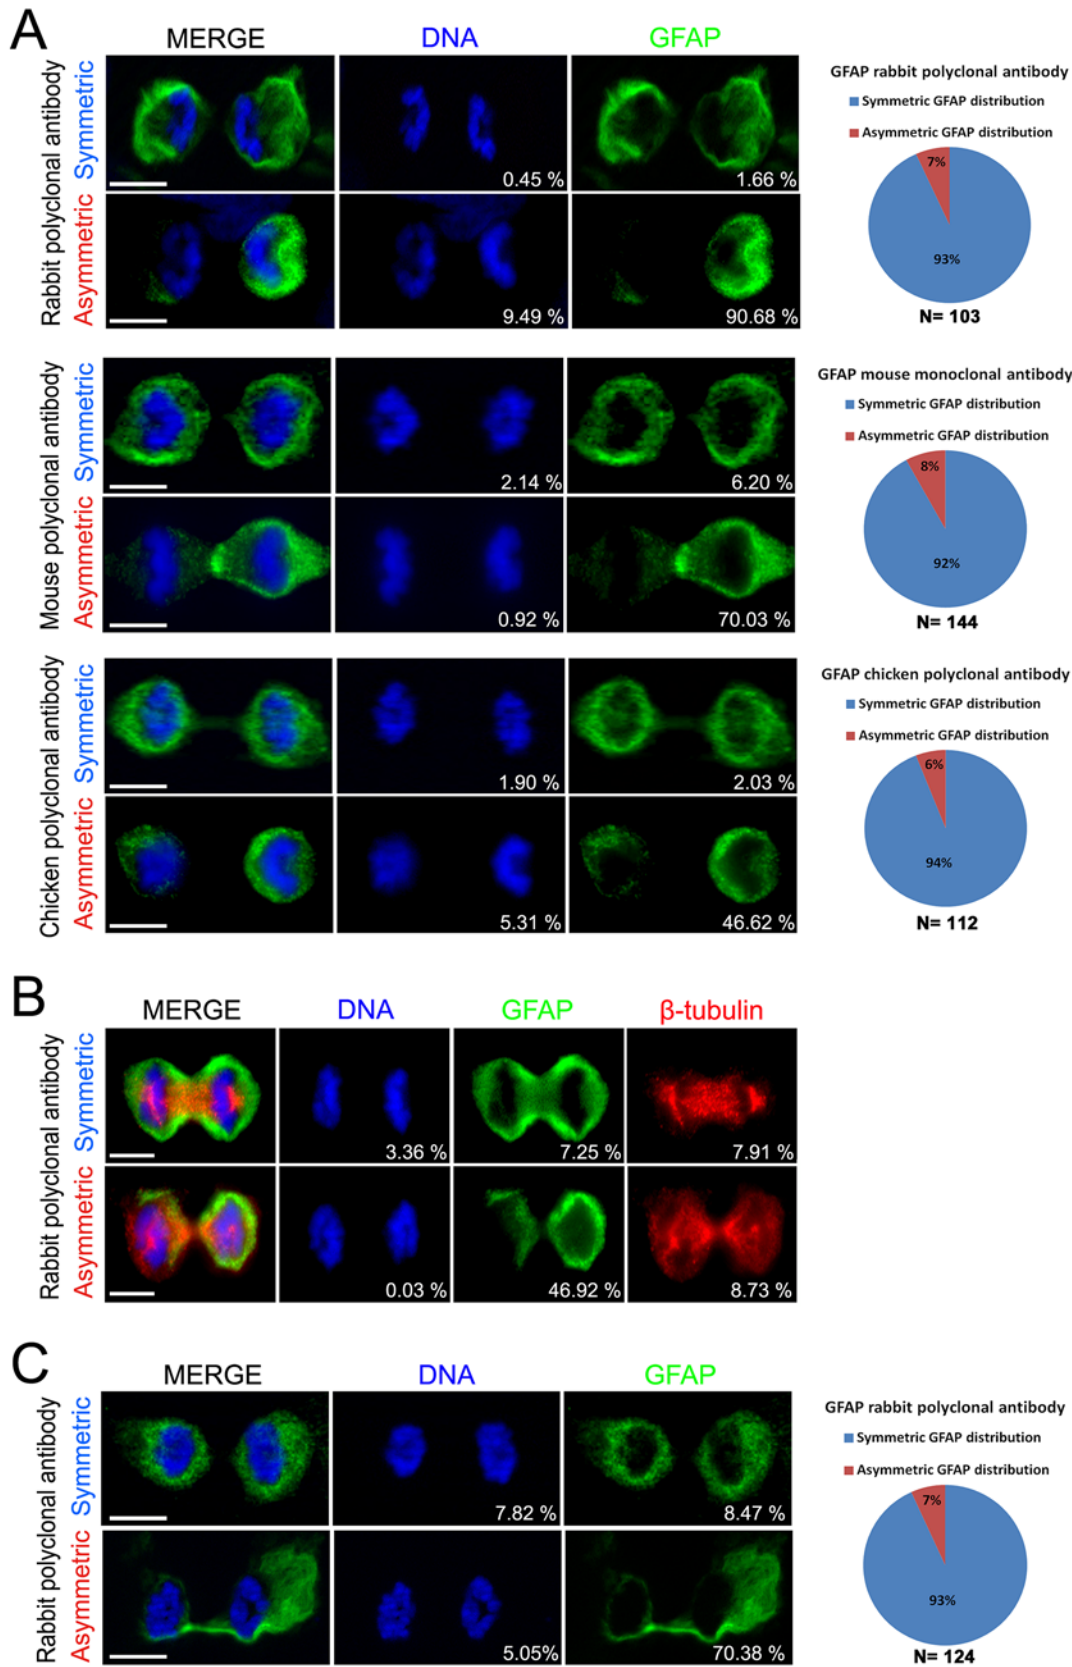 A
MERGE DNA GFAP
Rabbit polyclonal antibody
Symmetric
0.45 % 1.66 %
Asymmetric
9.49 % 90.68 %
GFAP rabbit polyclonal antibody
Symmetric GFAP distribution
Asymmetric GFAP distribution
7%
93%
N= 103
Mouse polyclonal antibody
Symmetric
2.14 % 6.20 %
Asymmetric
0.92 % 70.03 %
GFAP mouse monoclonal antibody
Symmetric GFAP distribution
Asymmetric GFAP distribution
8%
92%
N= 144
Chicken polyclonal antibody
Symmetric
1.90 % 2.03 %
Asymmetric
5.31 % 46.62 %
GFAP chicken polyclonal antibody
Symmetric GFAP distribution
Asymmetric GFAP distribution
6%
94%
N= 112
B
MERGE DNA GFAP β-tubulin
Rabbit polyclonal antibody
Symmetric
3.36 % 7.25 % 7.91 %
Asymmetric
0.03 % 46.92 % 8.73 %
C
MERGE DNA GFAP
Rabbit polyclonal antibody
Symmetric
7.82 % 8.47 %
Asymmetric
5.05% 70.38 %
GFAP rabbit polyclonal antibody
Symmetric GFAP distribution
Asymmetric GFAP distribution
7%
93%
N= 124